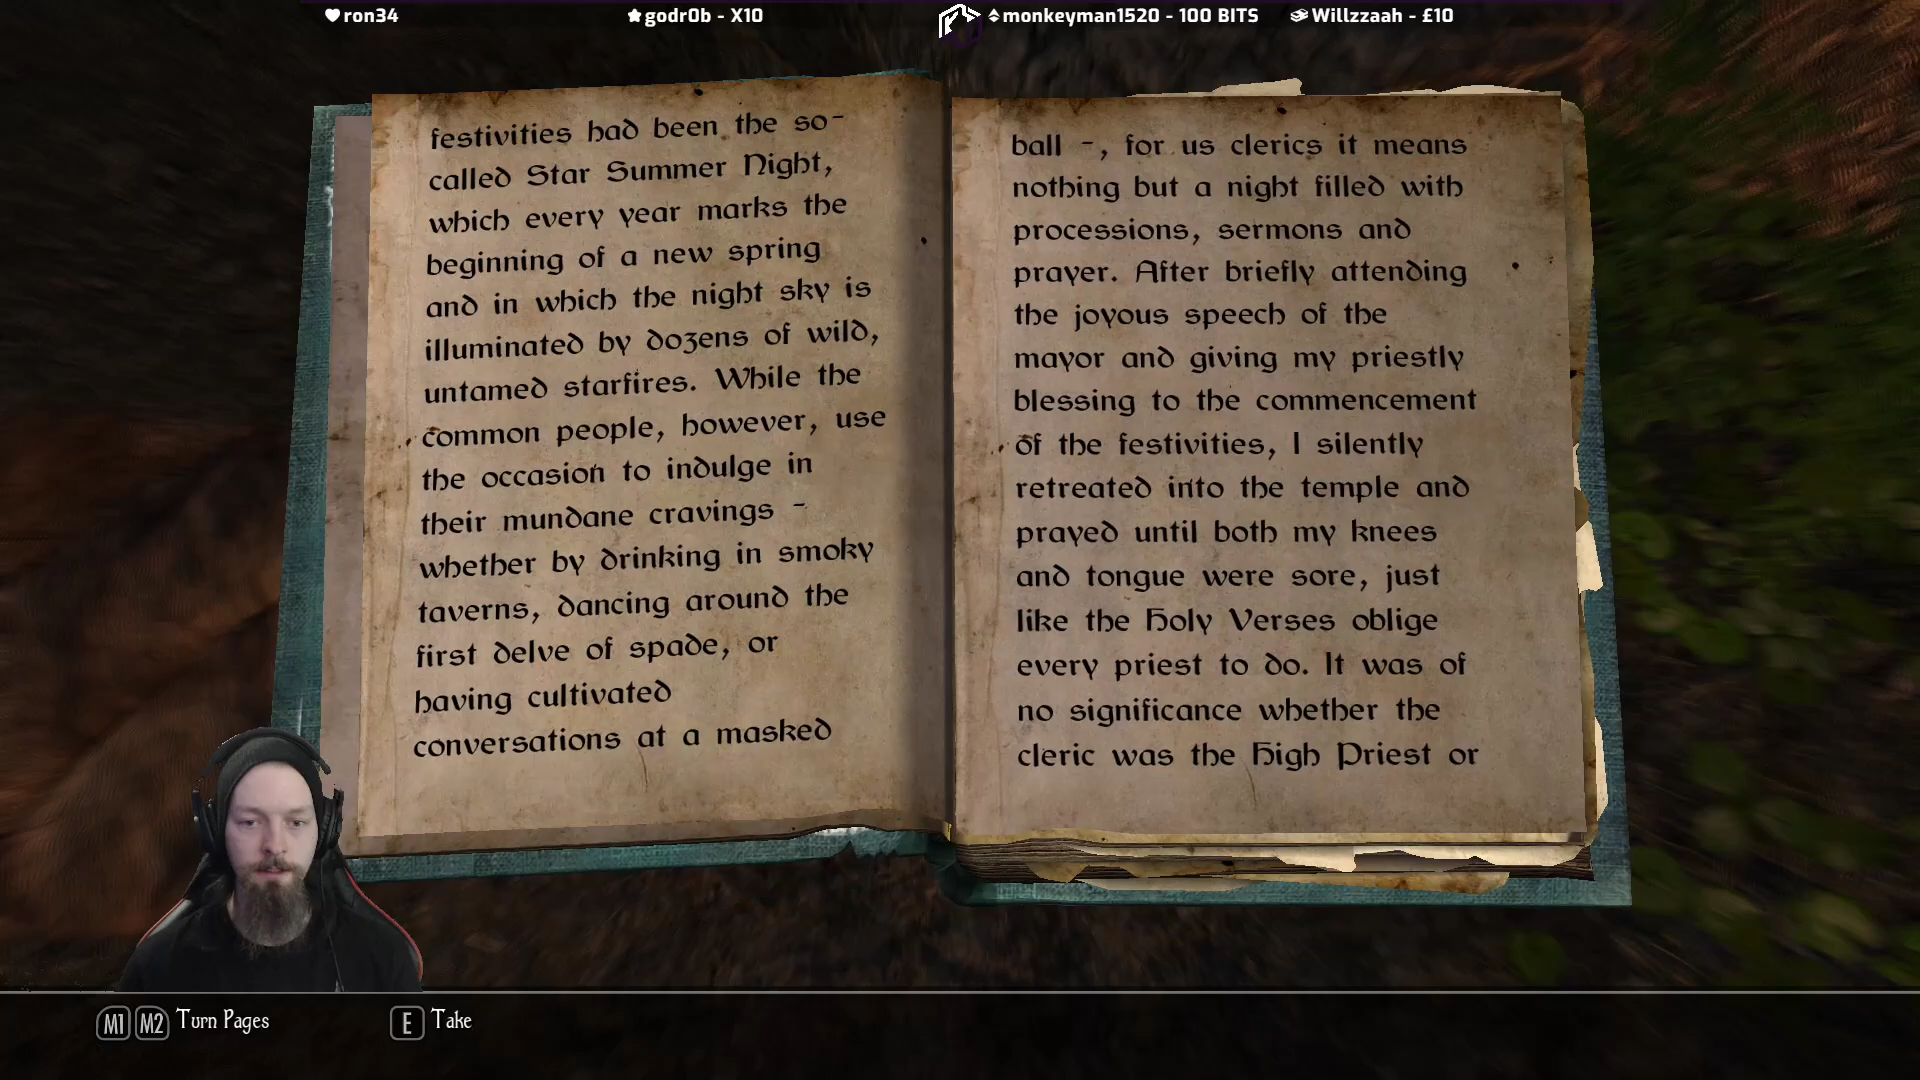 ron34
godr0b - X10
monkeyman1520 - 100 BITS
Willzzaah - £10
festivities had been the so-
called Star Summer Night,
which every year marks the
beginning of a new spring
and in which the night sky is
illuminated by dozens of wild,
untamed starfires. While the
common people, however, use
the occasion to indulge in
their mundane cravings -
whether by drinking in smoky
taverns, dancing around the
first delve of spade, or
having cultivated
conversations at a masked
ball -, for us clerics it means
nothing but a night filled with
processions, sermons and
prayer. After briefly attending
the joyous speech of the
mayor and giving my priestly
blessing to the commencement
of the festivities, I silently
retreated into the temple and
prayed until both my knees
and tongue were sore, just
like the Holy Verses oblige
every priest to do. It was of
no significance whether the
cleric was the High Priest or
M1 M2 Turn Pages
E Take